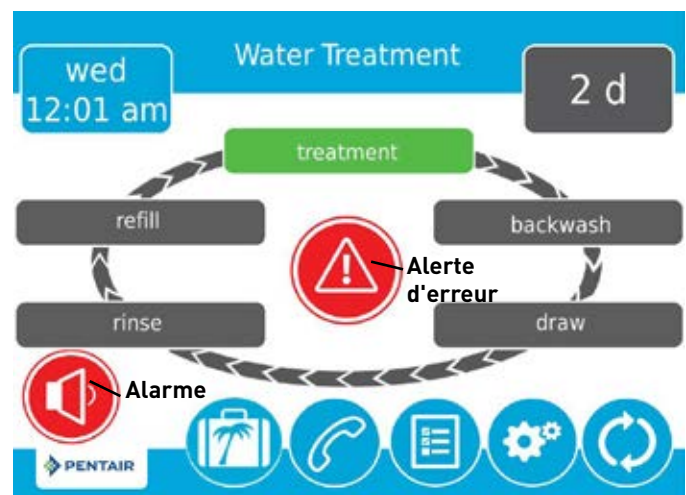 Water Treatment
wed
12:01 am
2 d
treatment
refill
backwash
Alerte
d'erreur
rinse
draw
Alarme
PENTAIR